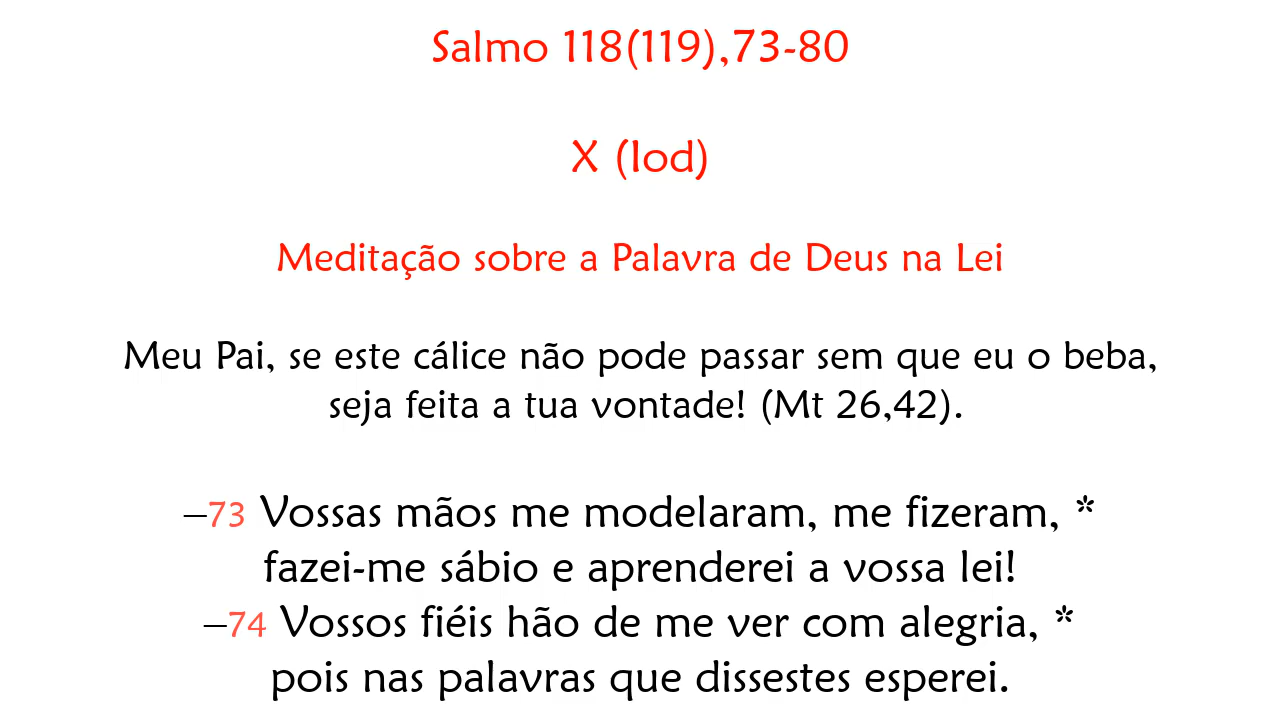 Salmo 118(119),73-80
X (Iod)
Meditação sobre a Palavra de Deus na Lei
Meu Pai, se este cálice não pode passar sem que eu o beba,
seja feita a tua vontade! (Mt 26,42).
–73 Vossas mãos me modelaram, me fizeram, *
fazei-me sábio e aprenderei a vossa lei!
–74 Vossos fiéis hão de me ver com alegria, *
pois nas palavras que dissestes esperei.